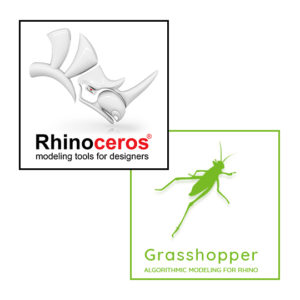 Rhinoceros®
modeling tools for designers
Grasshopper
ALGORITHMIC MODELING FOR RHINO